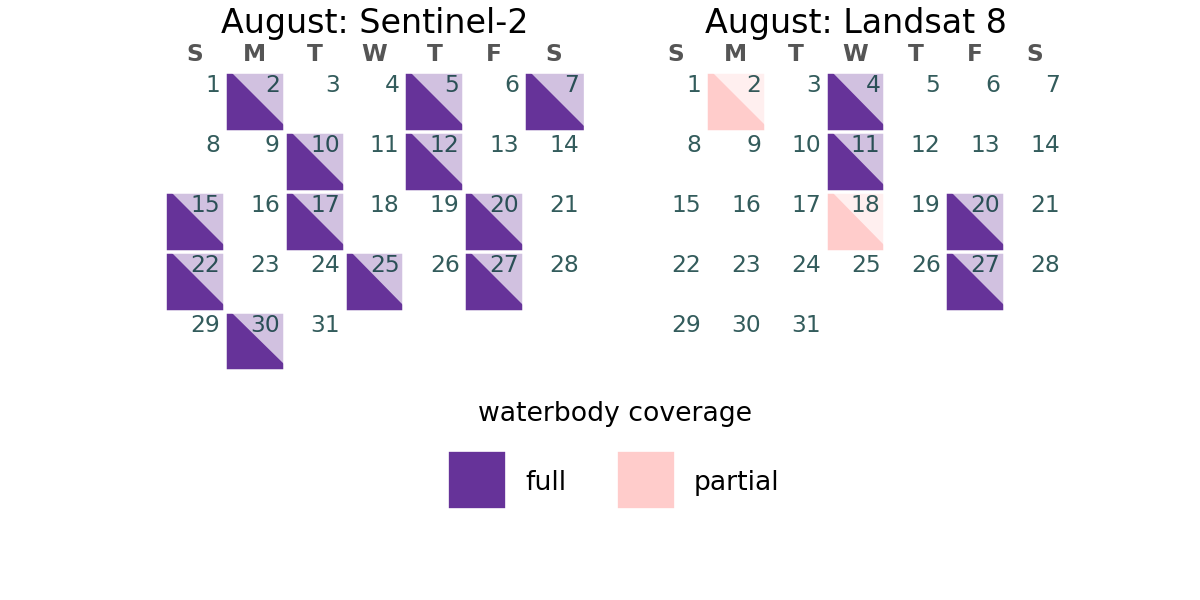 August: Sentinel-2
S M T W T F S
1 2 3 4 5 6 7
8 9 10 11 12 13 14
15 16 17 18 19 20 21
22 23 24 25 26 27 28
29 30 31
August: Landsat 8
S M T W T F S
1 2 3 4 5 6 7
8 9 10 11 12 13 14
15 16 17 18 19 20 21
22 23 24 25 26 27 28
29 30 31
waterbody coverage
full partial